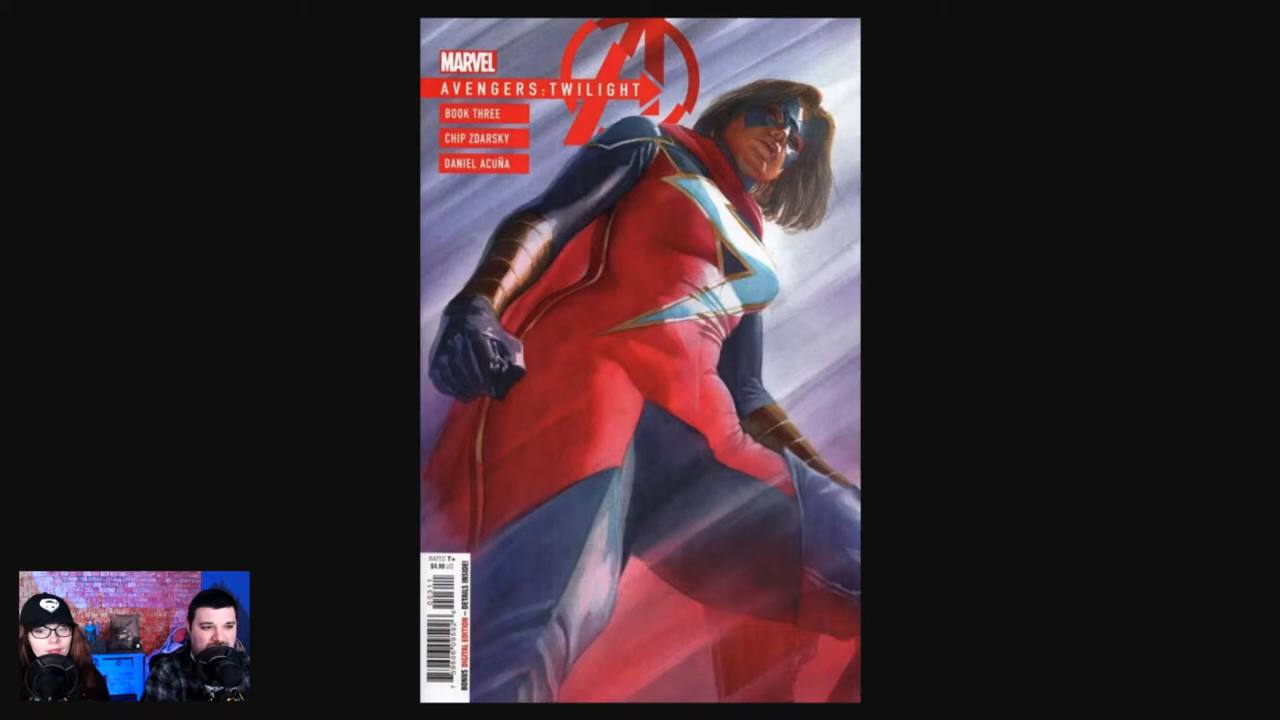 MARVEL
AVENGERS:TWILIGHT
BOOK THREE
CHIP ZDARSKY
DANIEL ACUÑA
RATED T+
$4.99 US
BONUS DIGITAL EDITION – DETAILS INSIDE!